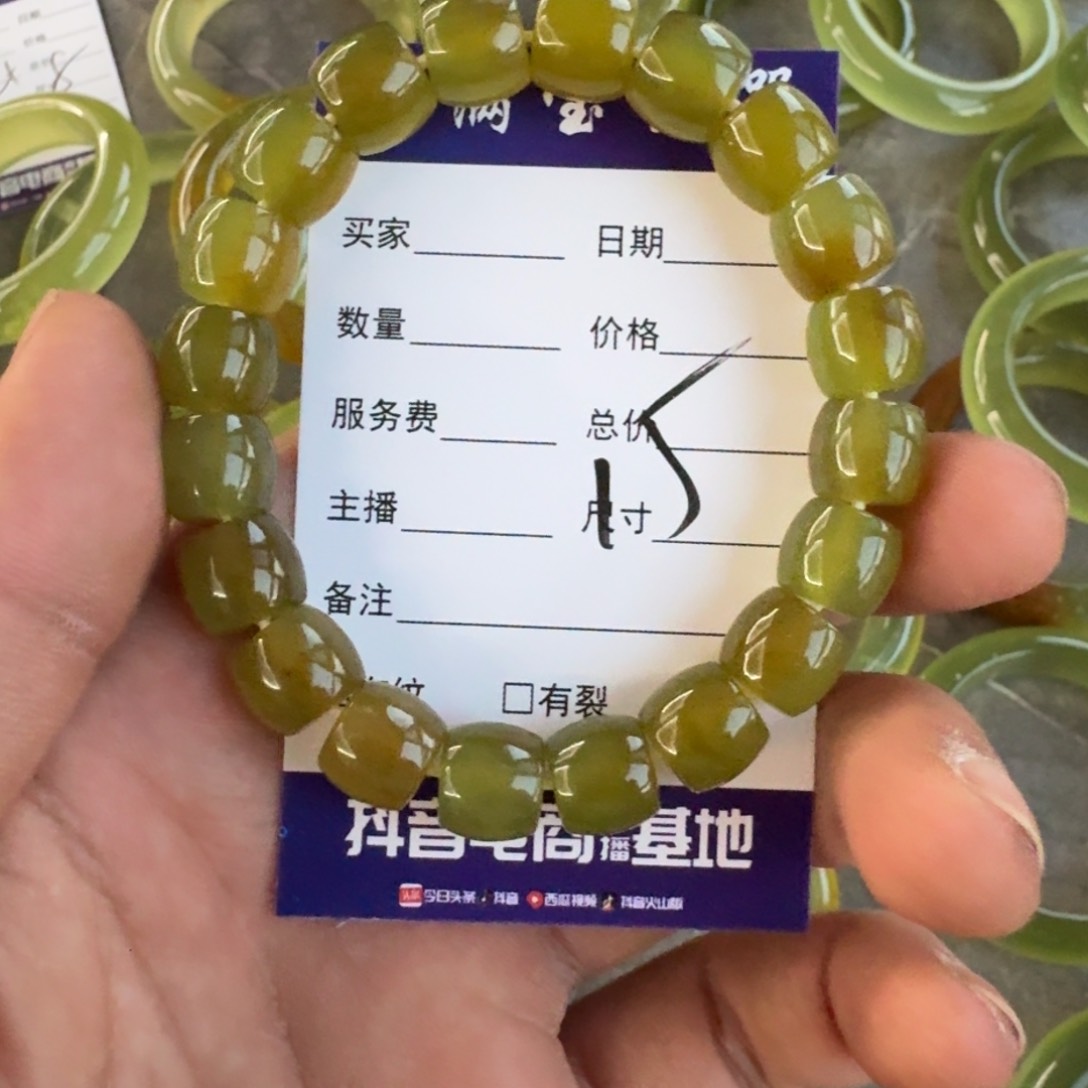 买家 日期
数量 价格
服务费 总价
主播 尺寸
15
备注
纹 □有裂
抖音电商直播基地
今日头条 抖音 西瓜视频 抖音火山版